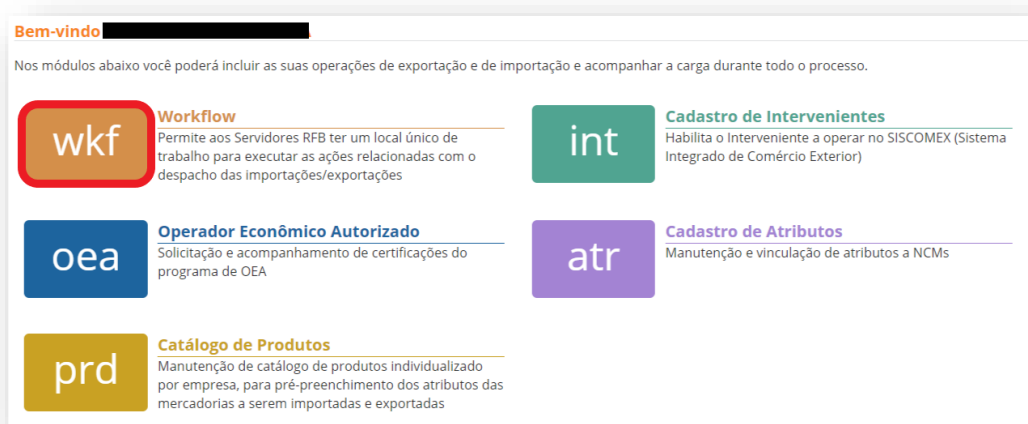 Bem-vindo
Nos módulos abaixo você poderá incluir as suas operações de exportação e de importação e acompanhar a carga durante todo o processo.
wkf
Workflow
Permite aos Servidores RFB ter um local único de
trabalho para executar as ações relacionadas com o
despacho das importações/exportações
int
Cadastro de Intervenientes
Habilita o Interveniente a operar no SISCOMEX (Sistema
Integrado de Comércio Exterior)
oea
Operador Econômico Autorizado
Solicitação e acompanhamento de certificações do
programa de OEA
atr
Cadastro de Atributos
Manutenção e vinculação de atributos a NCMs
prd
Catálogo de Produtos
Manutenção de catálogo de produtos individualizado
por empresa, para pré-preenchimento dos atributos das
mercadorias a serem importadas e exportadas